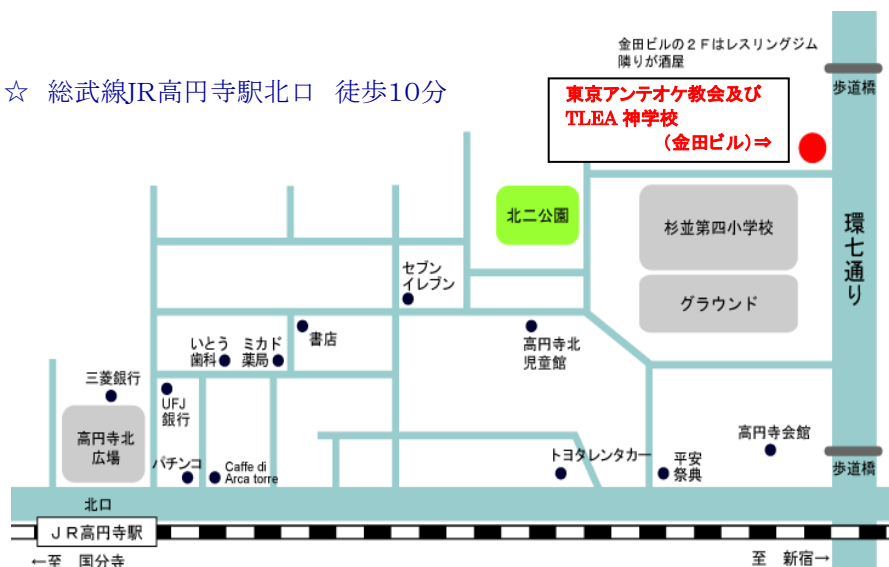 金田ビルの２Ｆはレスリングジム
隣りが酒屋
☆ 総武線JR高円寺駅北口 徒歩10分
東京アンテオケ教会及び
TLEA 神学校
（金田ビル）⇒
歩道橋
北二公園
杉並第四小学校
環七通り
セブン
イレブン
グラウンド
いとう
歯科
ミカド
薬局
書店
高円寺北
児童館
三菱銀行
UFJ
銀行
高円寺北
広場
パチンコ
Caffe di
Arca torre
トヨタレンタカー
平安
祭典
高円寺会館
歩道橋
北口
ＪＲ高円寺駅
←至 国分寺
至 新宿→